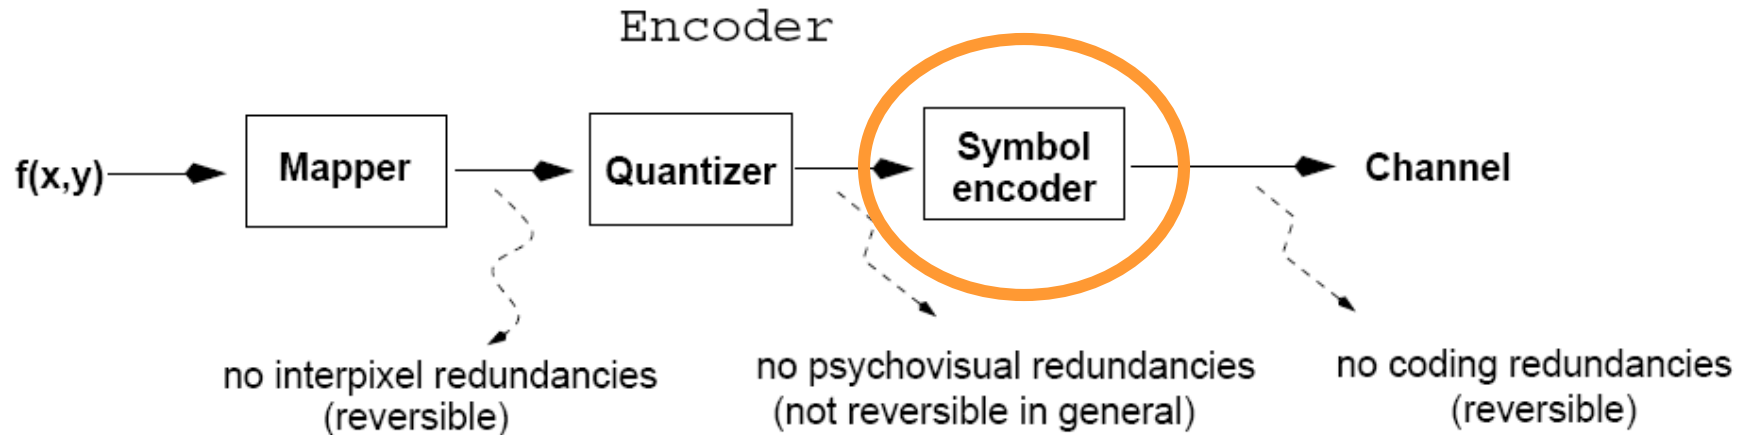 Encoder
f(x,y)
Mapper
Quantizer
Symbol
encoder
Channel
no interpixel redundancies
(reversible)
no psychovisual redundancies
(not reversible in general)
no coding redundancies
(reversible)